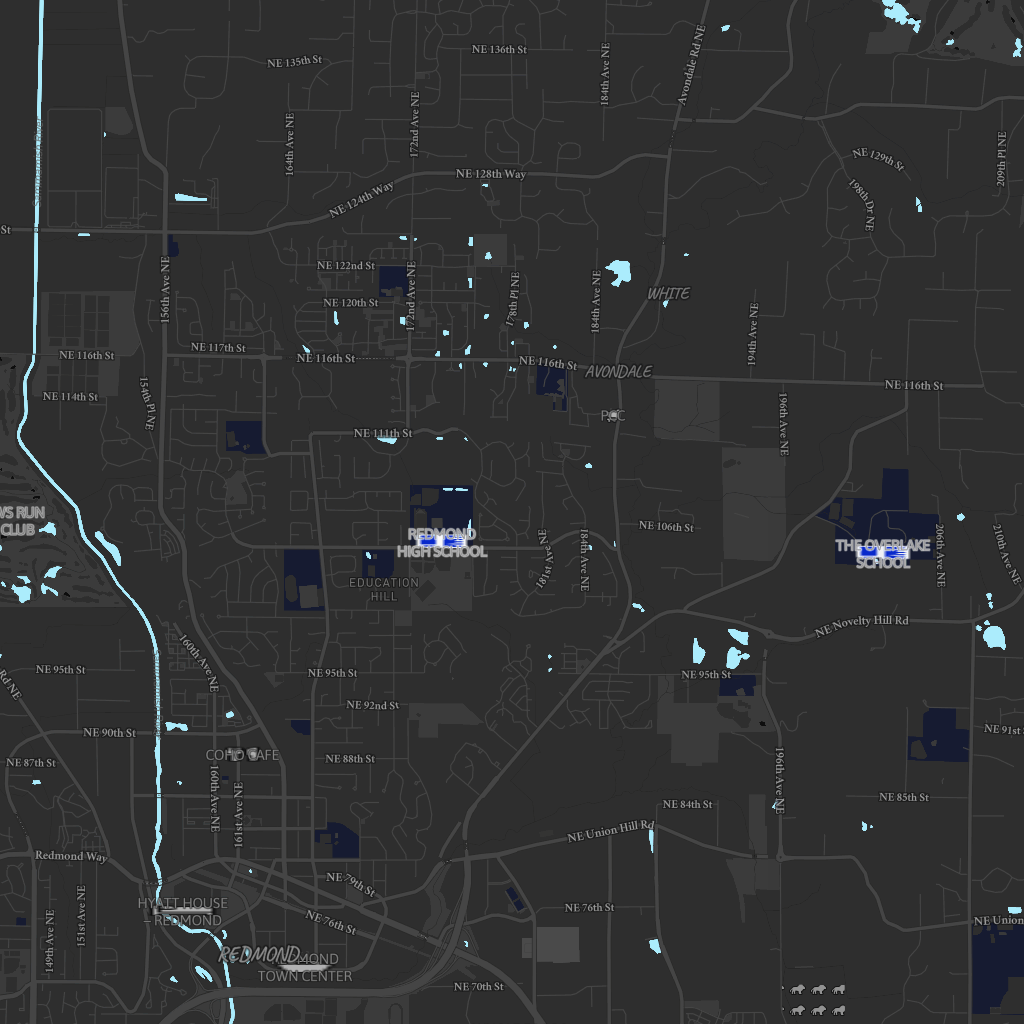 NE 136th St
NE 135th St
184th Ave NE
Avondale Rd NE
172nd Ave NE
164th Ave NE
209th Pl NE
NE 129th St
NE 128th Way
NE 124th Way
198th Dr NE
St
NE 122nd St
172nd Ave NE
156th Ave NE
178th Pl NE
184th Ave NE
WHITE
NE 120th St
194th Ave NE
NE 117th St
NE 116th St
NE 116th St
NE 116th St
AVONDALE
NE 116th St
NE 114th St
154th Pl NE
196th Ave NE
NE 111th St
WS RUN
CLUB
NE 106th St
REDMOND
HIGH SCHOOL
181st Ave NE
184th Ave NE
THE OVERLAKE
SCHOOL
206th Ave NE
210th Ave NE
EDUCATION
HILL
NE Novelty Hill Rd
160th Ave NE
NE 95th St
Rd NE
NE 95th St
NE 95th St
NE 92nd St
NE 90th St
NE 91st
NE 88th St
NE 87th St
160th Ave NE
161st Ave NE
196th Ave NE
NE 85th St
NE 84th St
NE Union Hill Rd
Redmond Way
NE 79th St
151st Ave NE
149th Ave NE
HYATT HOUSE
- REDMOND
NE 76th St
NE 76th St
NE Union
REDMOND
TOWN CENTER
NE 70th St